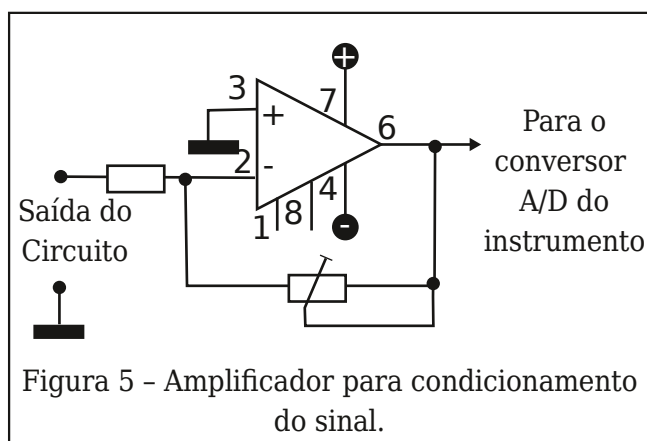 3
+
7
+
6
2
-
1
8
4
-
Saída do
Circuito
Para o
conversor
A/D do
instrumento
Figura 5 – Amplificador para condicionamento
do sinal.